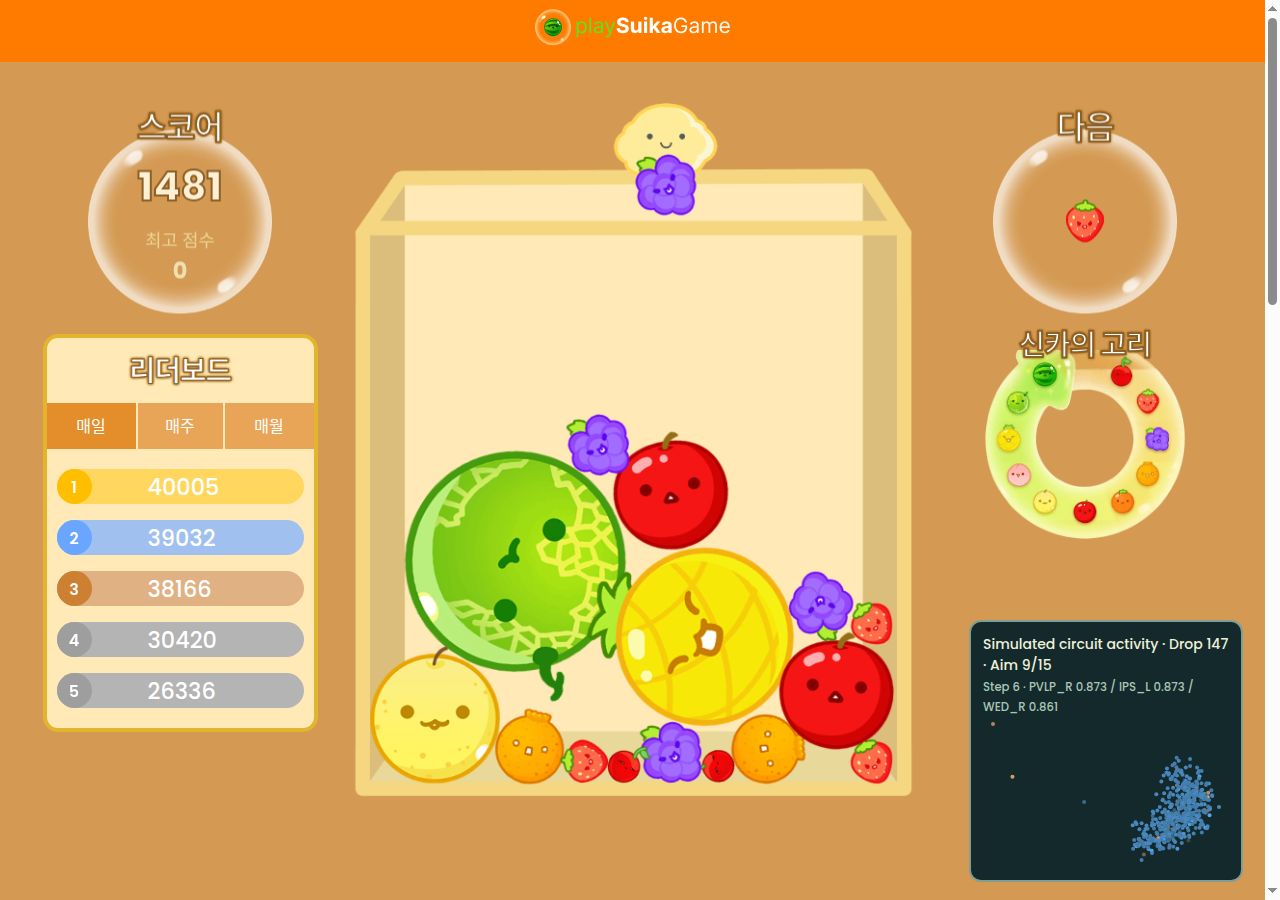 playSuikaGame
스코어
1481
최고 점수
0
다음
리더보드
매일 매주 매월
1 40005
2 39032
3 38166
4 30420
5 26336
신카의 고리
Simulated circuit activity · Drop 147
· Aim 9/15
Step 6 · PVLP_R 0.873 / IPS_L 0.873 /
WED_R 0.861